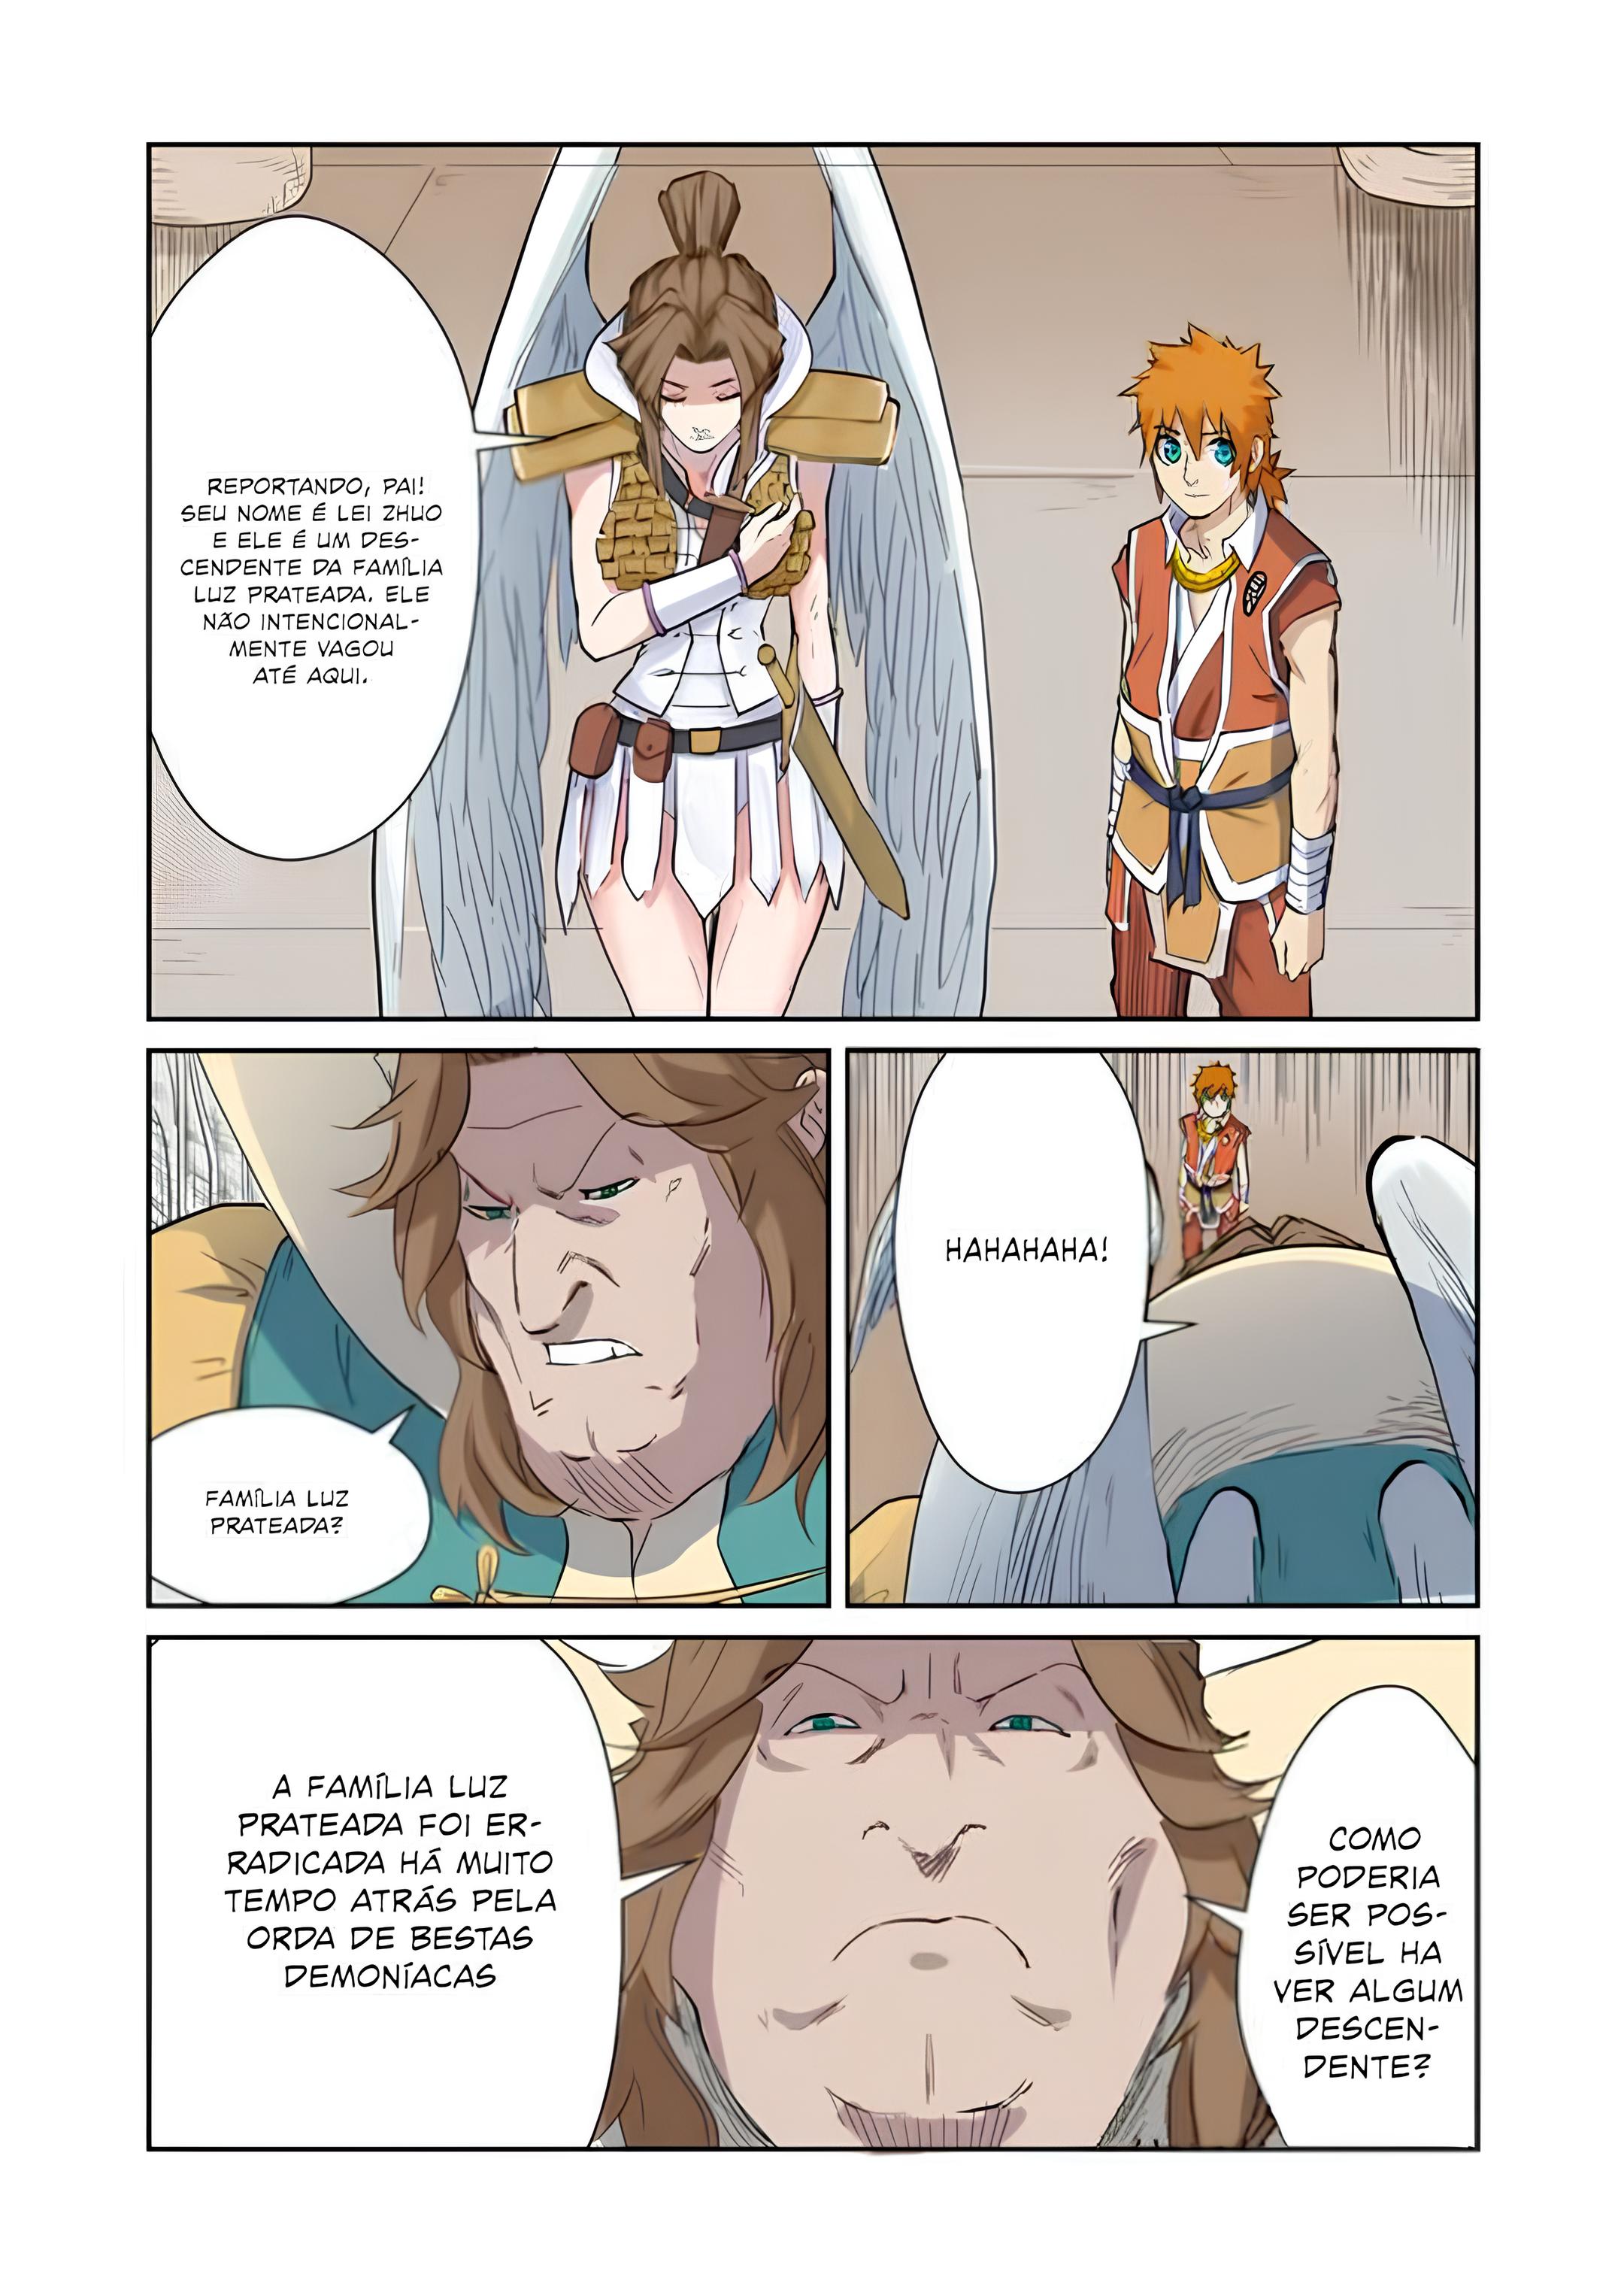 REPORTANDO, PAI!
SEU NOME É LEI ZHUO
E ELE É UM DES-
CENDENTE DA FAMÍLIA
LUZ PRATEADA. ELE
NÃO INTENCIONAL-
MENTE VAGOU
ATÉ AQUI.
FAMÍLIA LUZ
PRATEADA?
HAHAHAHA!
A FAMÍLIA LUZ
PRATEADA FOI ER-
RADICADA HÁ MUITO
TEMPO ATRÁS PELA
ORDA DE BESTAS
DEMONÍACAS
COMO
PODERIA
SER POS-
SÍVEL HA
VER ALGUM
DESCEN-
DENTE?